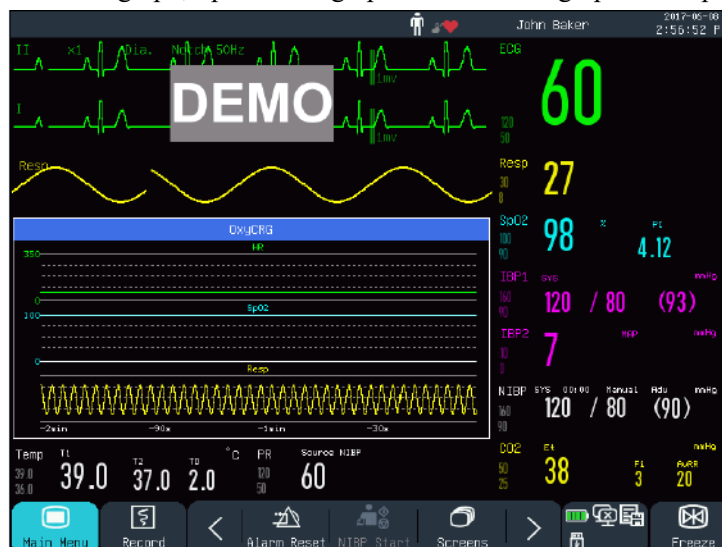 John Baker
2017-06-08
2:56:52 P
II ×1 Dia. Notch 50Hz
1mv
DEMO
I
1mv
ECG
60
120
50
Resp
Resp
30
8
27
SpO2 % PI
100
90
98 4.12
OxyCRG
HR
350
0
SpO2
100
0
Resp
-2min -90s -1min -30s
IBP1 SYS mmHg
160
90
120 / 80 (93)
IBP2 MAP mmHg
10
7
NIBP SYS 00:00 Manual Adu mmHg
160
90
120 / 80 (90)
CO2 Et mmHg
50
25
38
Fi
3
AwRR
20
Temp T1 T2 TD °C
39.0
36.0
39.0 37.0 2.0
PR Source NIBP
120
50
60
Main Menu
Record
Alarm Reset
NIBP Start
Screens
Freeze